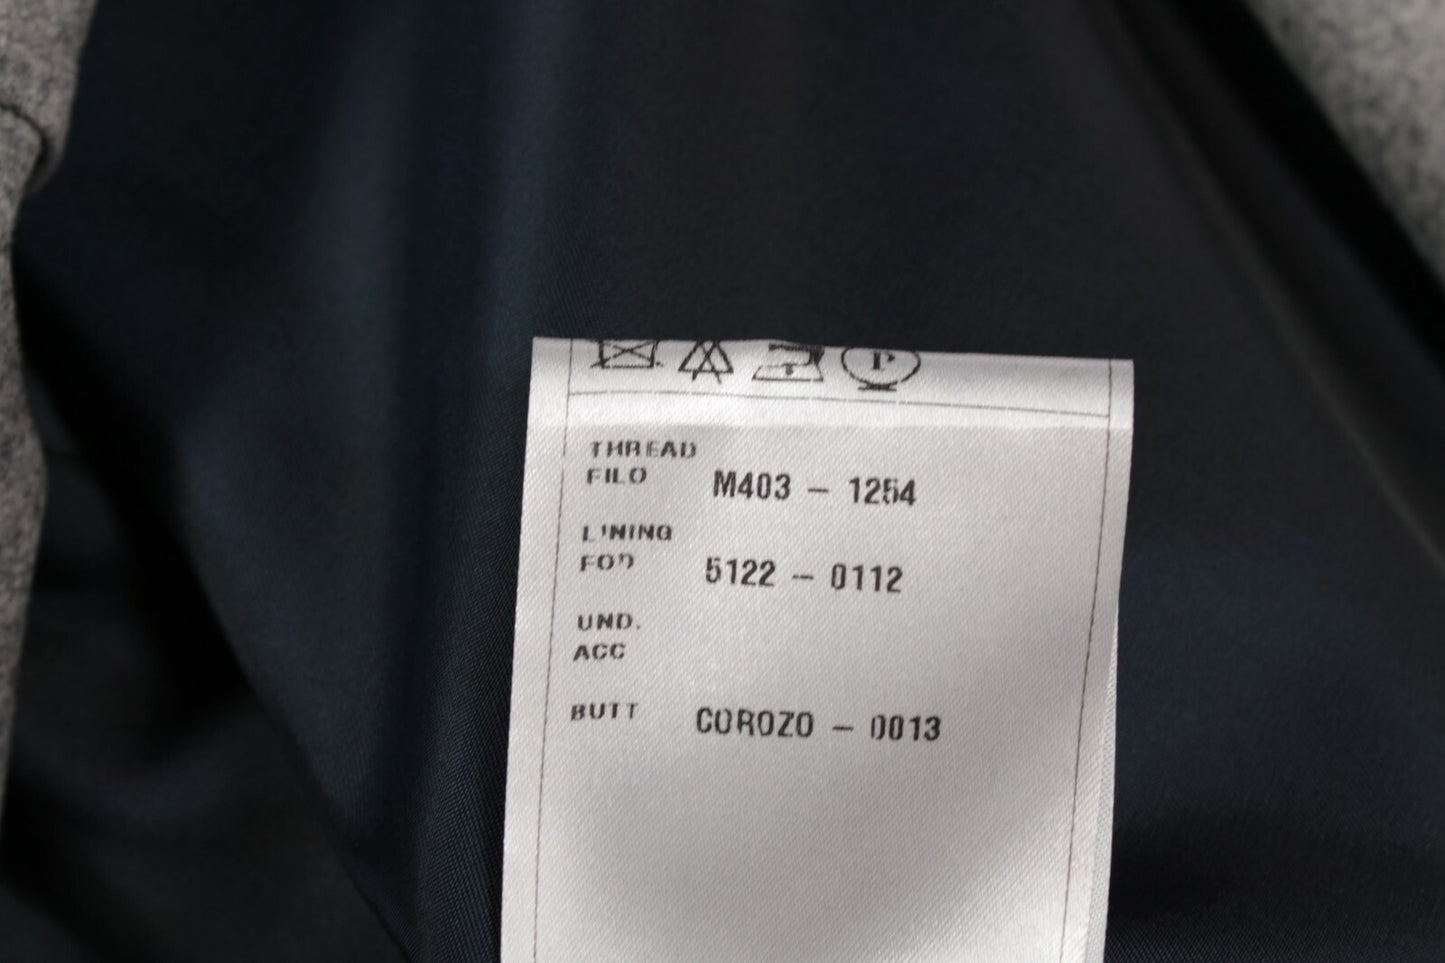 P
THREAD
FILO M403 - 1254
LINING
FOD 5122 - 0112
UND.
ACC
BUTT COROZO - 0013